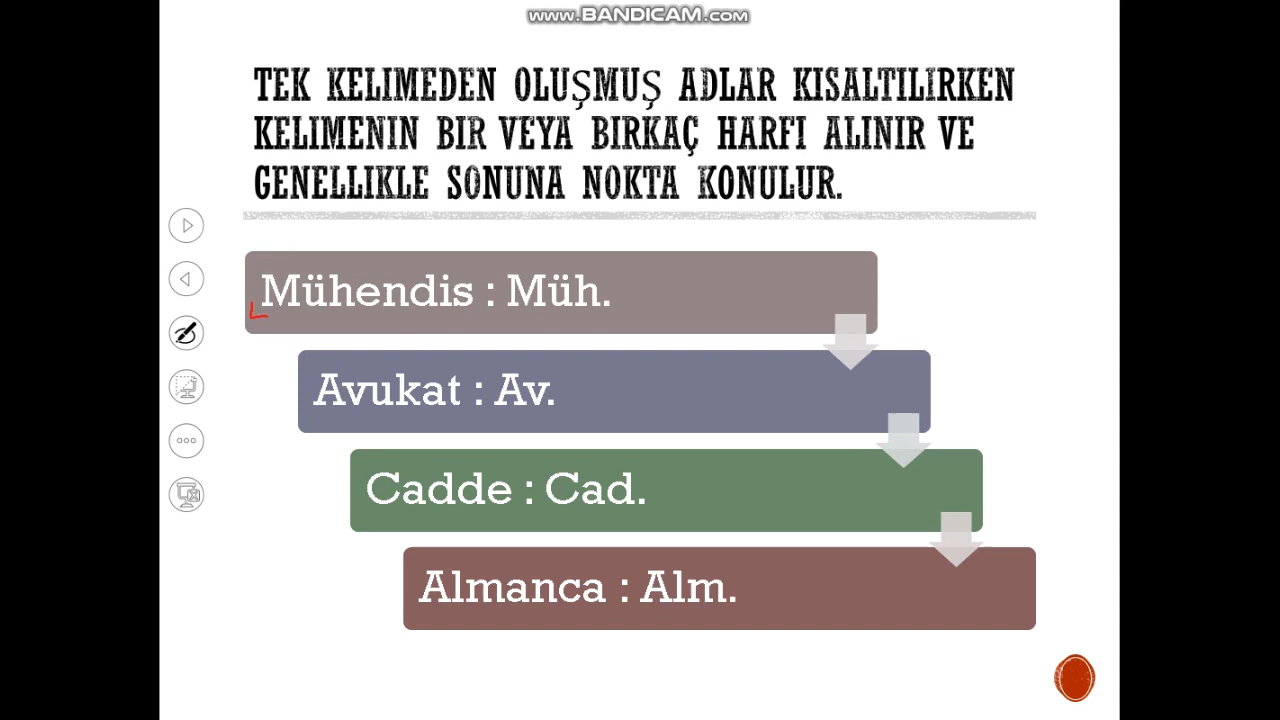 www.BANDICAM.com
TEK KELIMEDEN OLUŞMUŞ ADLAR KISALTILIRKEN
KELIMENIN BIR VEYA BIRKAÇ HARFI ALINIR VE
GENELLIKLE SONUNA NOKTA KONULUR.
Mühendis : Müh.
Avukat : Av.
Cadde : Cad.
Almanca : Alm.